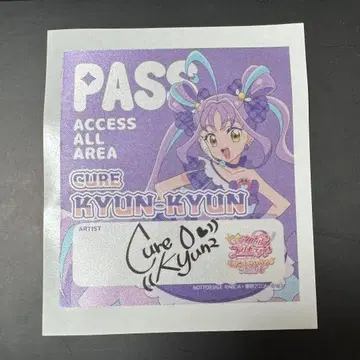 PASS
ACCESS
ALL
AREA
CURE
KYUN-KYUN
ARTIST
Cure
Kyun2